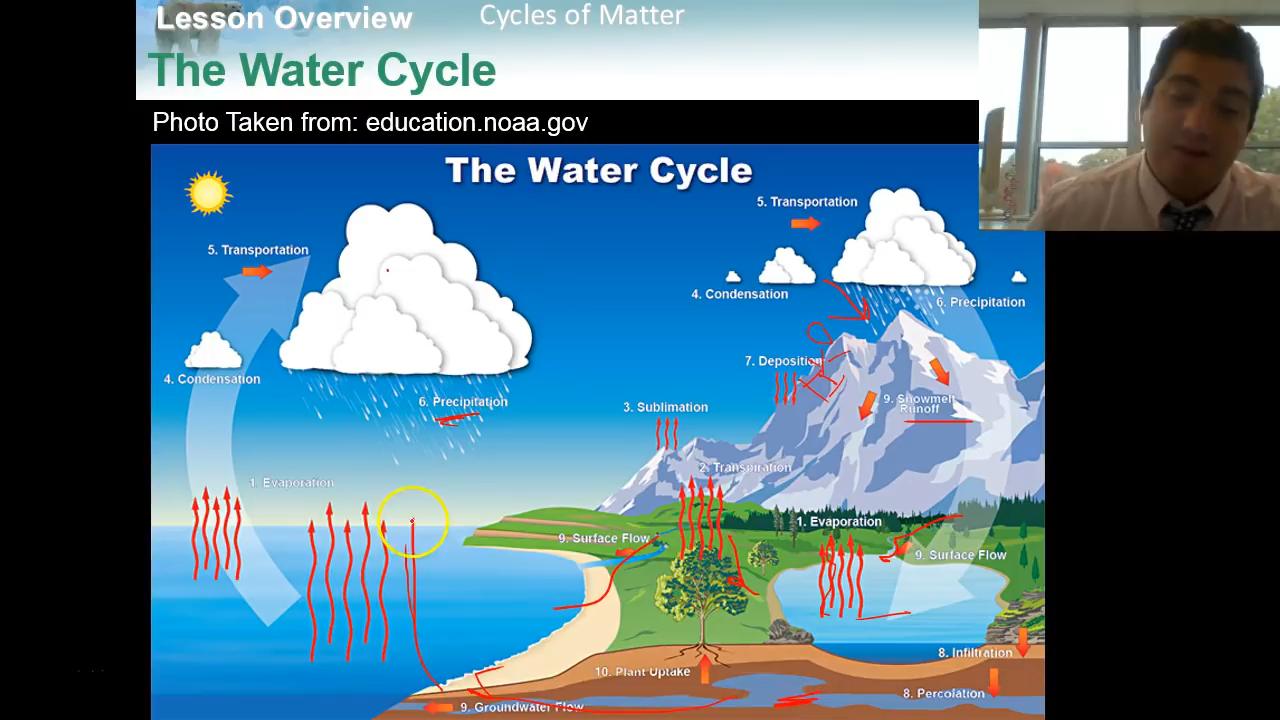 Lesson Overview
Cycles of Matter
The Water Cycle
Photo Taken from: education.noaa.gov
The Water Cycle
5. Transportation
5. Transportation
4. Condensation
6. Precipitation
7. Deposition
4. Condensation
6. Precipitation
9. Snowmelt
Runoff
3. Sublimation
2. Transpiration
1. Evaporation
1. Evaporation
9. Surface Flow
9. Surface Flow
8. Infiltration
10. Plant Uptake
8. Percolation
9. Groundwater Flow